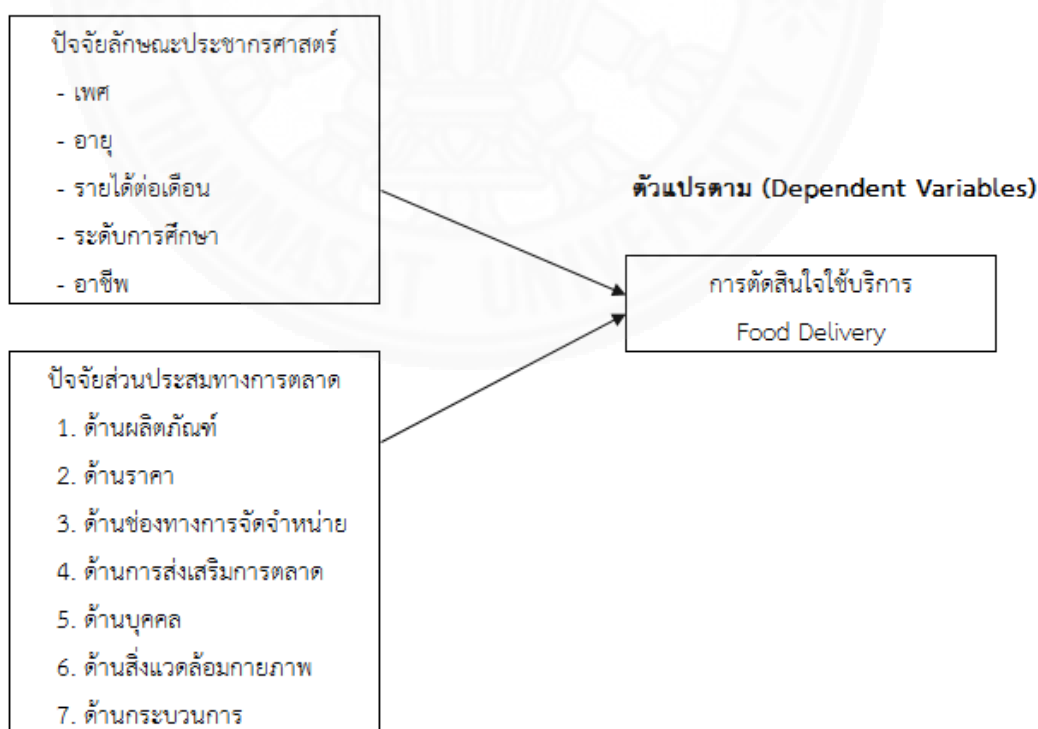 ปัจจัยลักษณะประชากรศาสตร์
- เพศ
- อายุ
- รายได้ต่อเดือน
- ระดับการศึกษา
- อาชีพ
ตัวแปรตาม (Dependent Variables)
การตัดสินใจใช้บริการ
Food Delivery
ปัจจัยส่วนประสมทางการตลาด
1. ด้านผลิตภัณฑ์
2. ด้านราคา
3. ด้านช่องทางการจัดจำหน่าย
4. ด้านการส่งเสริมการตลาด
5. ด้านบุคคล
6. ด้านสิ่งแวดล้อมกายภาพ
7. ด้านกระบวนการ
THAMMASAT UNIVERSITY